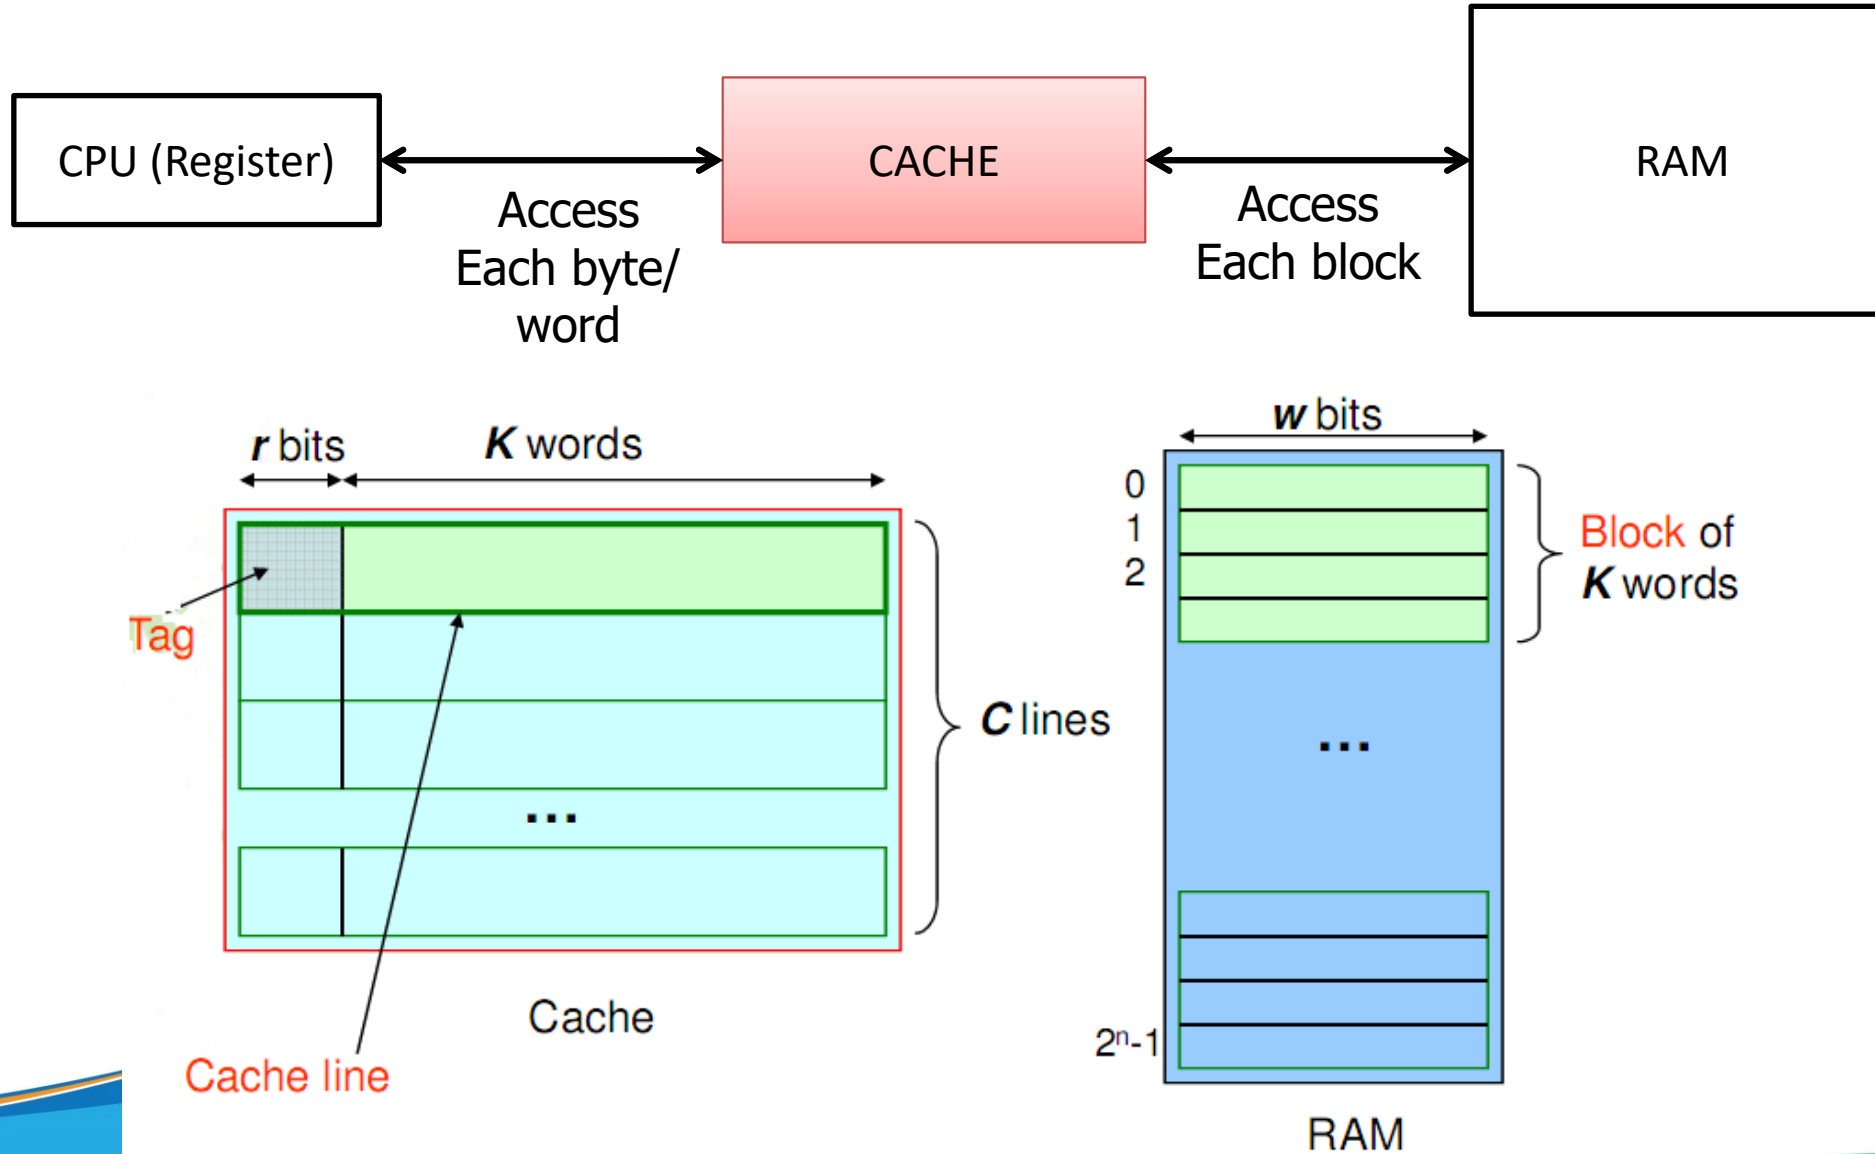 CPU (Register)
CACHE
RAM
Access
Each byte/
word
Access
Each block
r bits
K words
Tag
C lines
...
Cache
Cache line
w bits
0
1
2
Block of
K words
...
2ⁿ-1
RAM